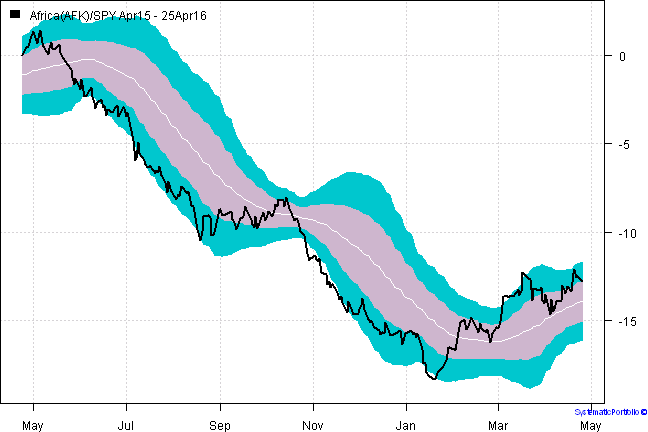 Africa(AFK)/SPY Apr15 - 25Apr16
0
-5
-10
-15
May Jul Sep Nov Jan Mar May
SystematicPortfolio ©